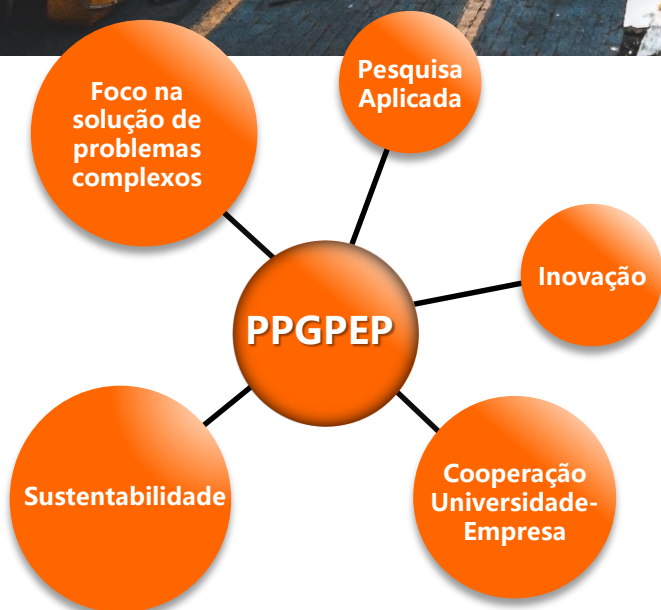 Foco na
solução de
problemas
complexos
Pesquisa
Aplicada
Inovação
PPGPEP
Sustentabilidade
Cooperação
Universidade-
Empresa